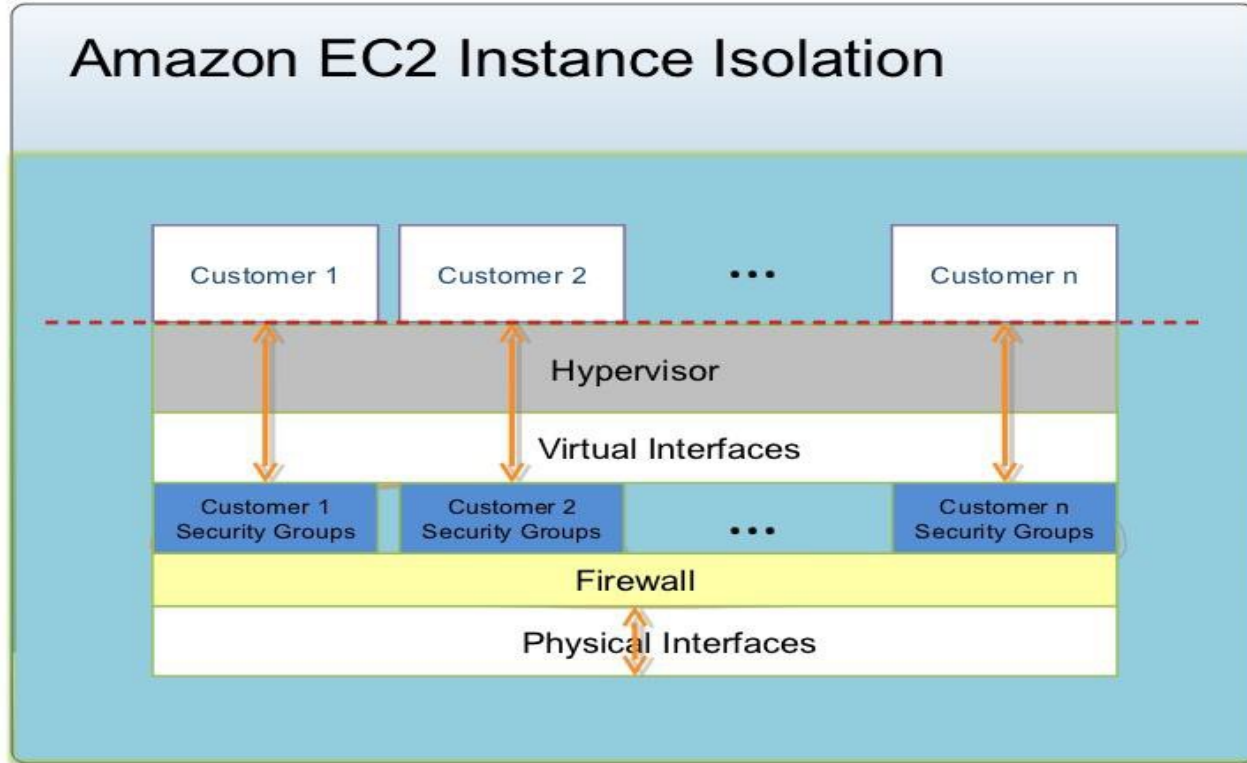 Amazon EC2 Instance Isolation
Customer 1
Customer 2
...
Customer n
Hypervisor
Virtual Interfaces
Customer 1
Security Groups
Customer 2
Security Groups
...
Customer n
Security Groups
Firewall
Physical Interfaces